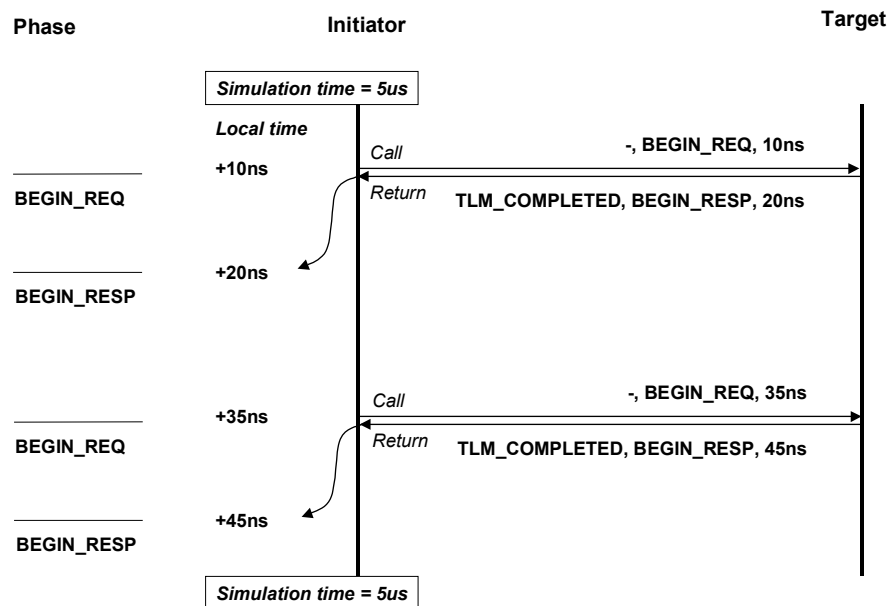 Phase Initiator Target
Simulation time = 5us
Local time
Call -, BEGIN_REQ, 10ns
+10ns
BEGIN_REQ Return TLM_COMPLETED, BEGIN_RESP, 20ns
+20ns
BEGIN_RESP
Call -, BEGIN_REQ, 35ns
+35ns
BEGIN_REQ Return TLM_COMPLETED, BEGIN_RESP, 45ns
+45ns
BEGIN_RESP
Simulation time = 5us